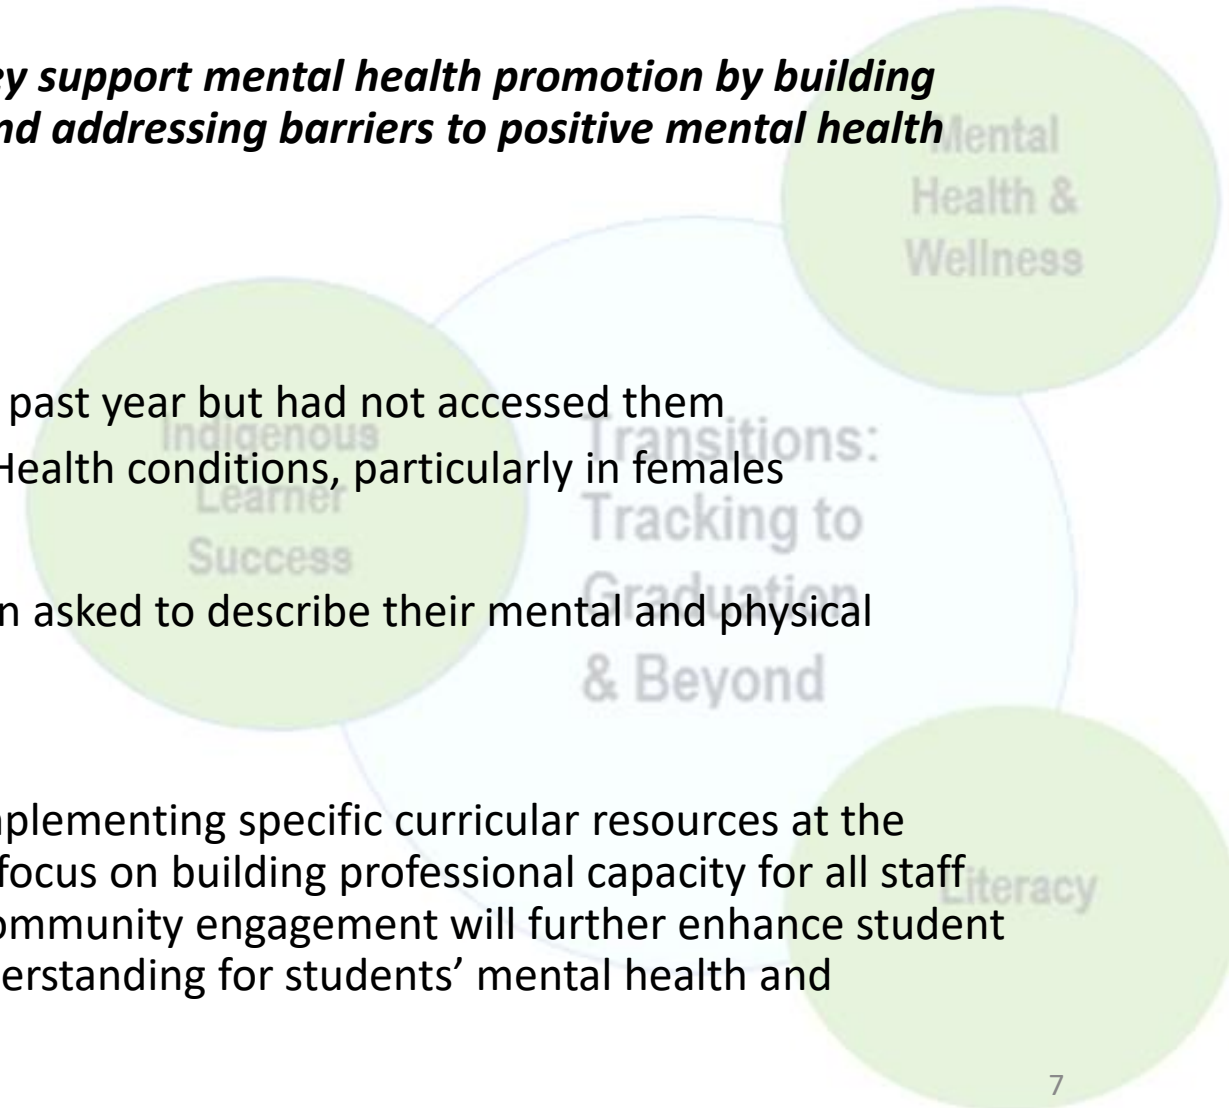 ey support mental health promotion by building
nd addressing barriers to positive mental health
Mental
Health &
Wellness
past year but had not accessed them
Health conditions, particularly in females
Indigenous
Learner
Success
Transitions:
Tracking to
Graduation
& Beyond
n asked to describe their mental and physical
plementing specific curricular resources at the
focus on building professional capacity for all staff
ommunity engagement will further enhance student
derstanding for students’ mental health and
Literacy
7